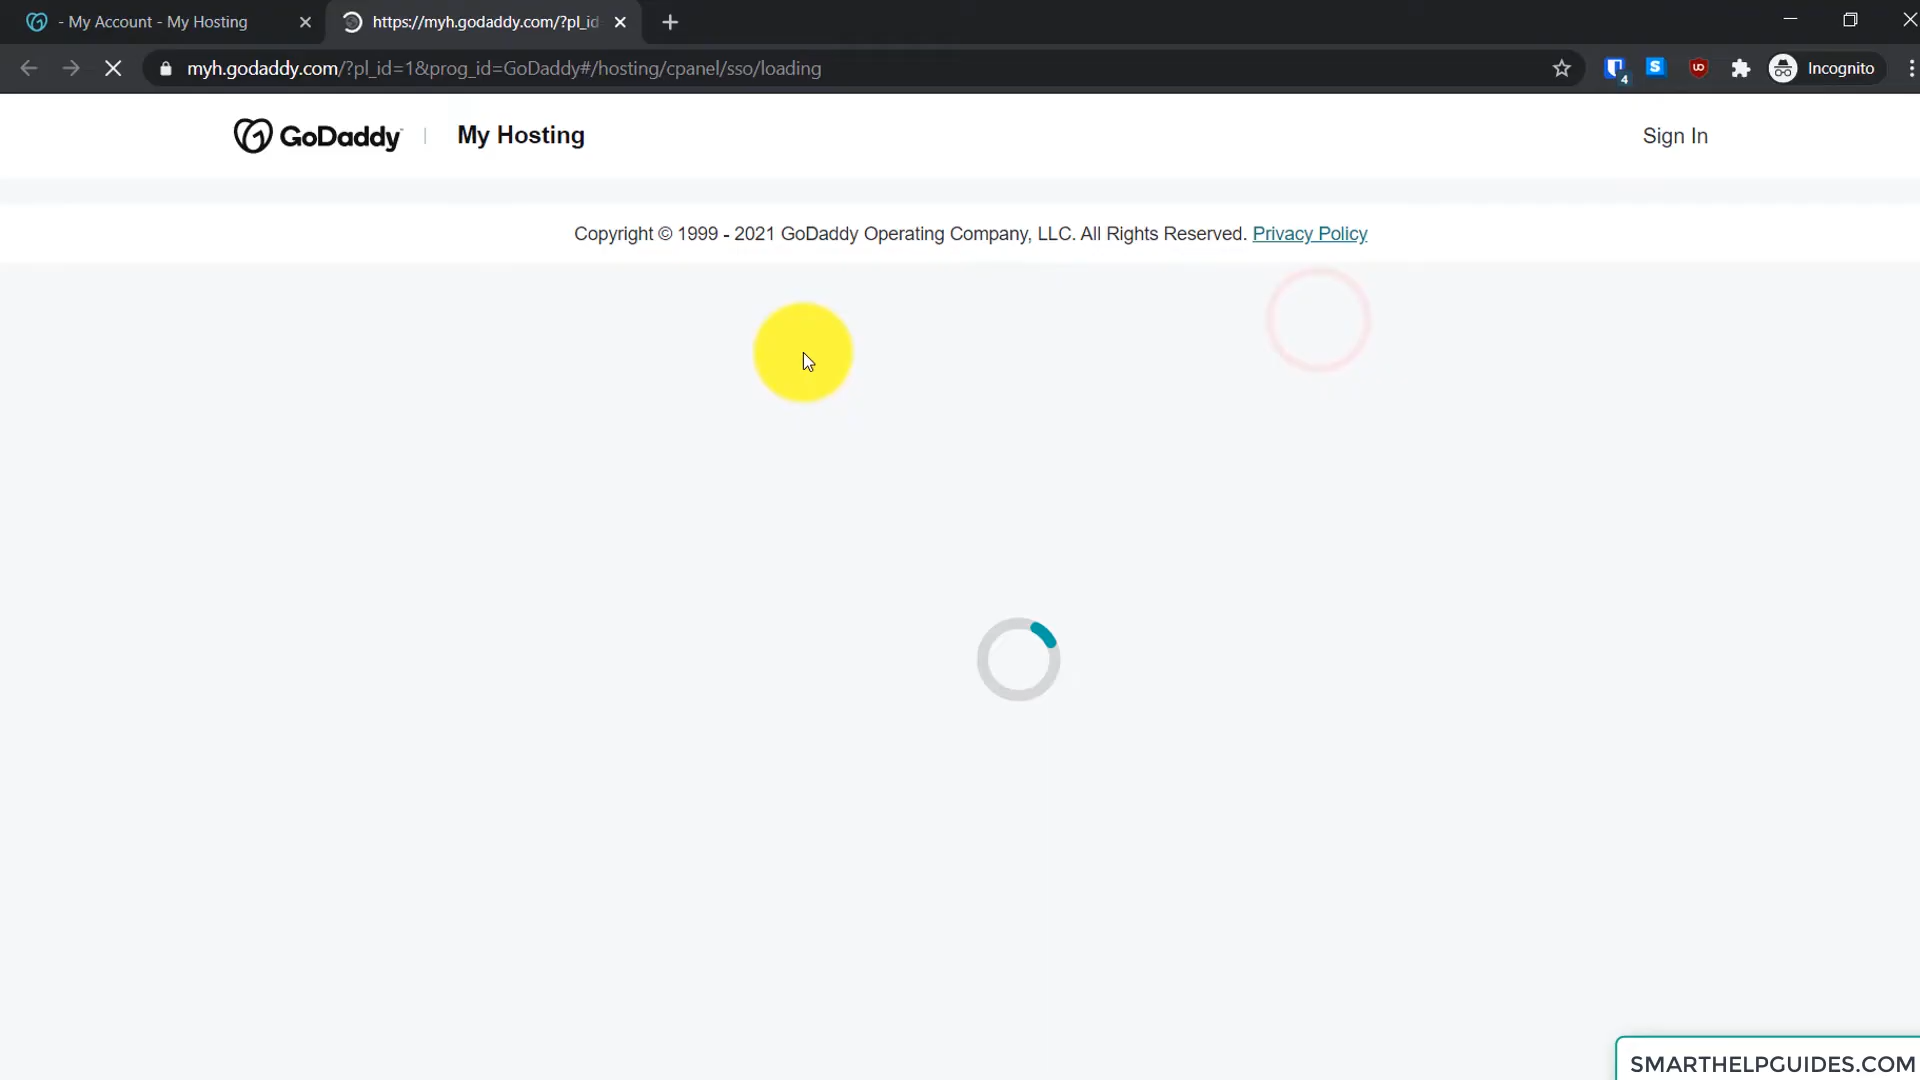 - My Account - My Hosting
https://myh.godaddy.com/?pl_id
myh.godaddy.com/?pl_id=1&prog_id=GoDaddy#/hosting/cpanel/sso/loading
4
S
UO
Incognito
GoDaddy
My Hosting
Sign In
Copyright © 1999 - 2021 GoDaddy Operating Company, LLC. All Rights Reserved. Privacy Policy
SMARTHELPGUIDES.COM